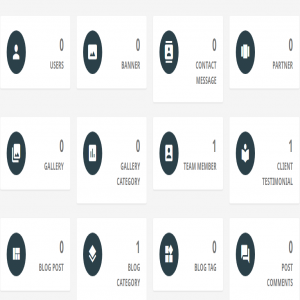 0
USERS
0
BANNER
0
CONTACT
MESSAGE
0
PARTNER
0
GALLERY
0
GALLERY
CATEGORY
1
TEAM MEMBER
1
CLIENT
TESTIMONIAL
0
BLOG POST
1
BLOG
CATEGORY
0
BLOG TAG
0
POST
COMMENTS